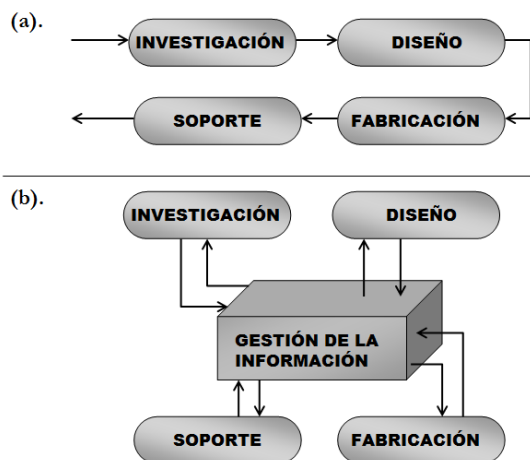 (a).
INVESTIGACIÓN
DISEÑO
SOPORTE
FABRICACIÓN
(b).
INVESTIGACIÓN
DISEÑO
GESTIÓN DE LA
INFORMACIÓN
SOPORTE
FABRICACIÓN